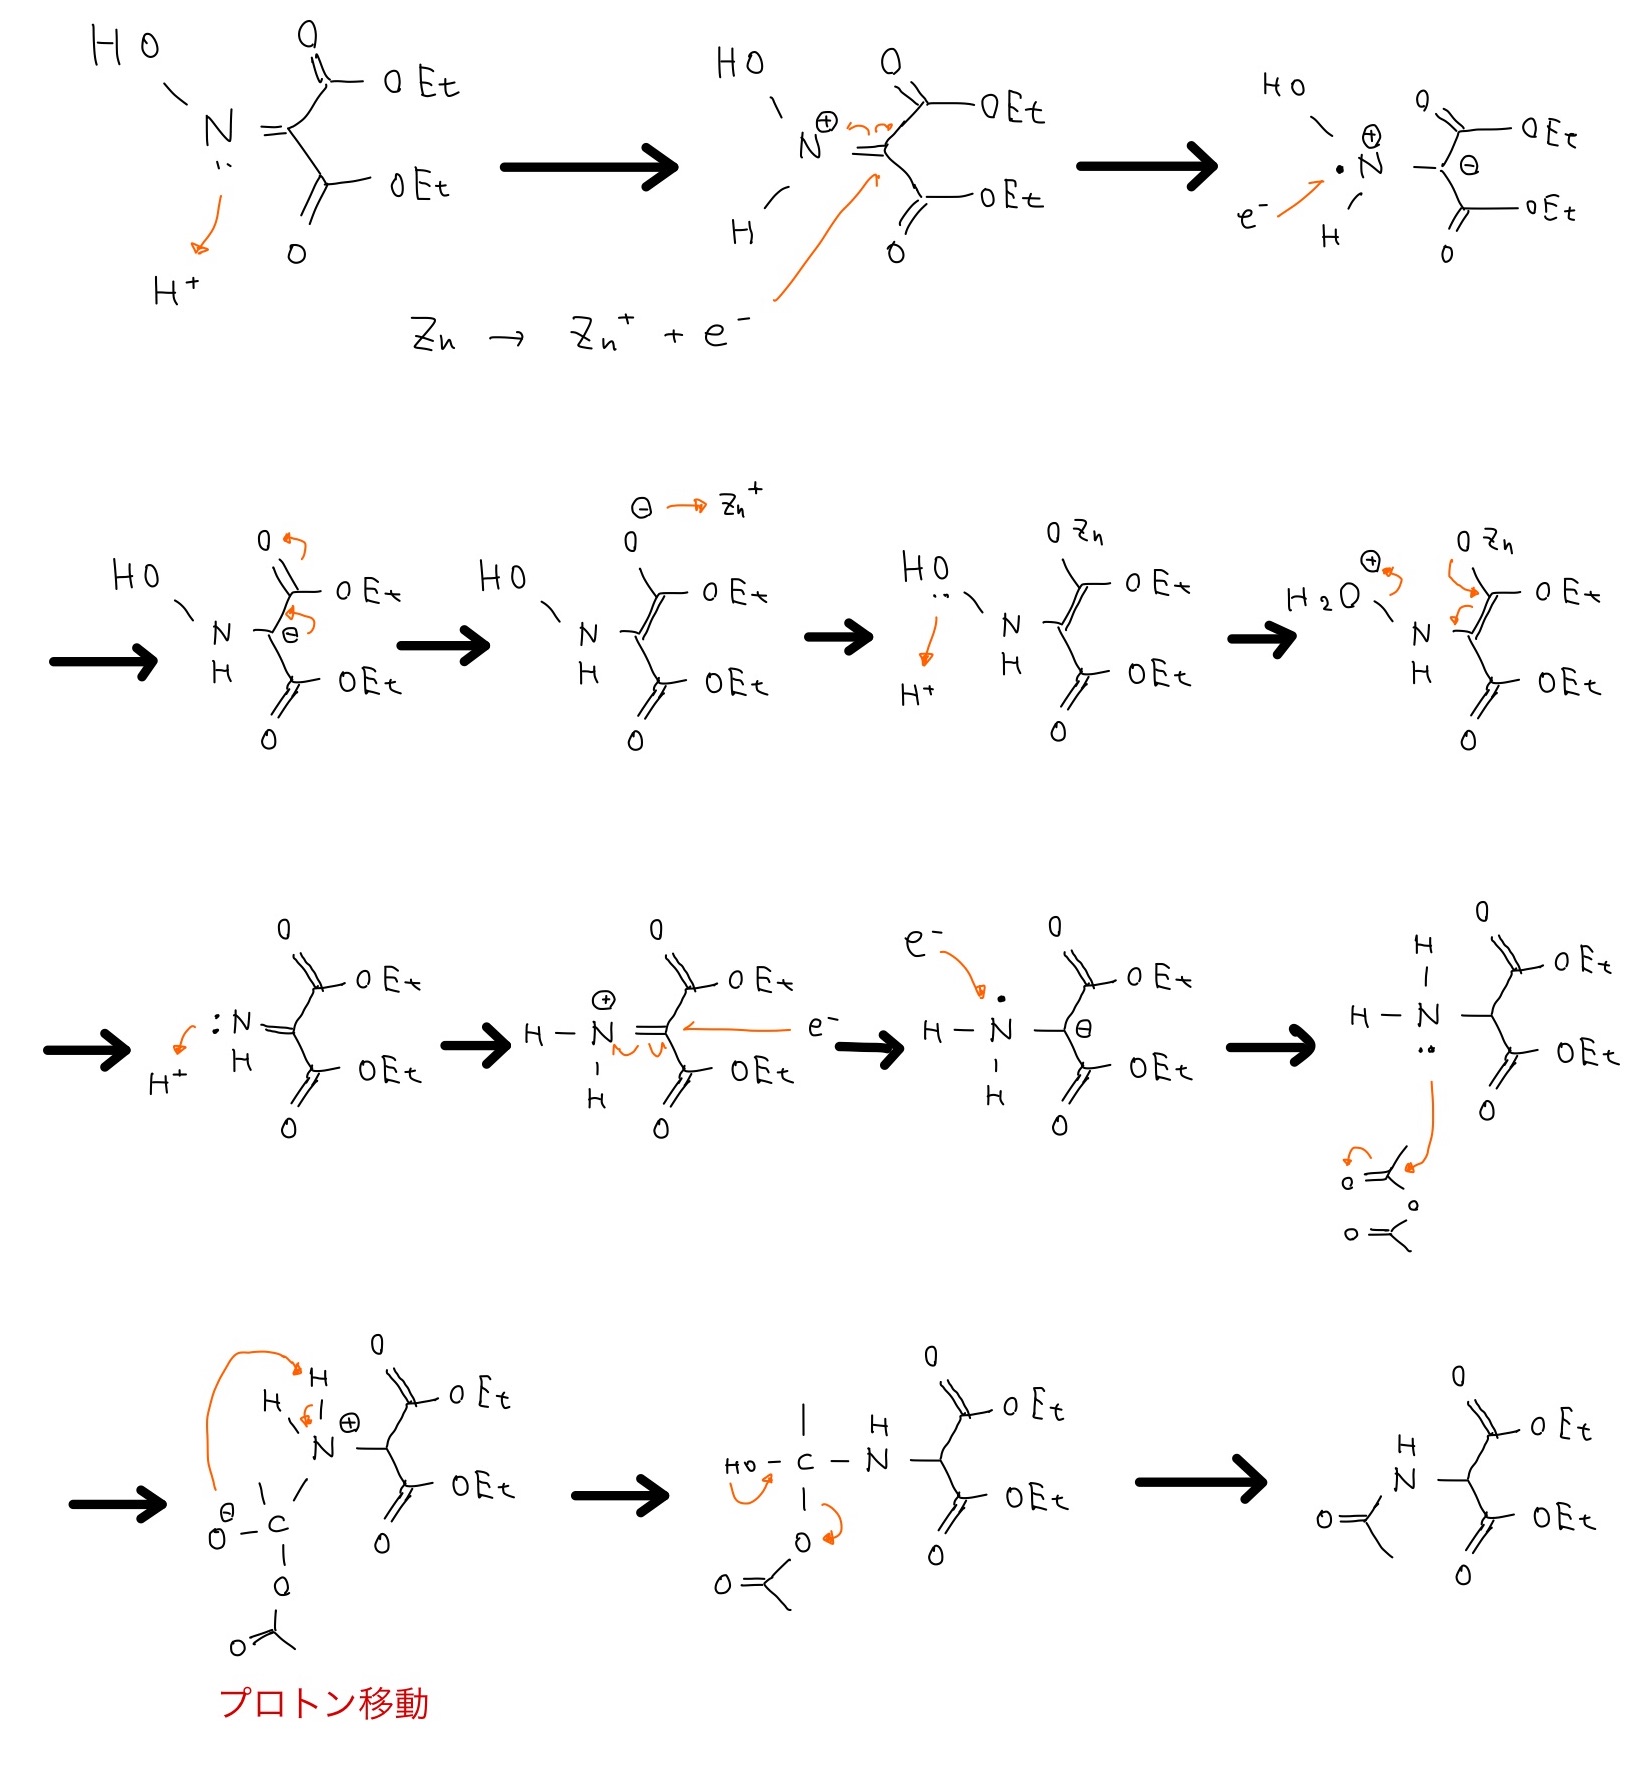 HO O O HO O
N OEt N⊕ OEt HO ⊕ O OEt
‥ OEt H OEt •N ⊖ OEt
H⁺ O O e⁻ H O
Zn → Zn⁺ + e⁻
⊖ Zn⁺
HO O OEt HO O OEt HO OZn OEt H₂O⊕ OZn OEt
N ⊖ N ‥ N N
H OEt H OEt H⁺ H OEt H OEt
O O O O
O O e⁻ O H O
:N OEt H-N⊕ OEt e⁻ H-N• ⊖ OEt H-N OEt
H⁺ H OEt H OEt H OEt ‥ OEt
O O O O
O
O
O
H H O OEt O OEt O OEt
N⊕ OEt HO-C-N H OEt H N OEt
⊖O-C O O O O O
O
O O
プロトン移動